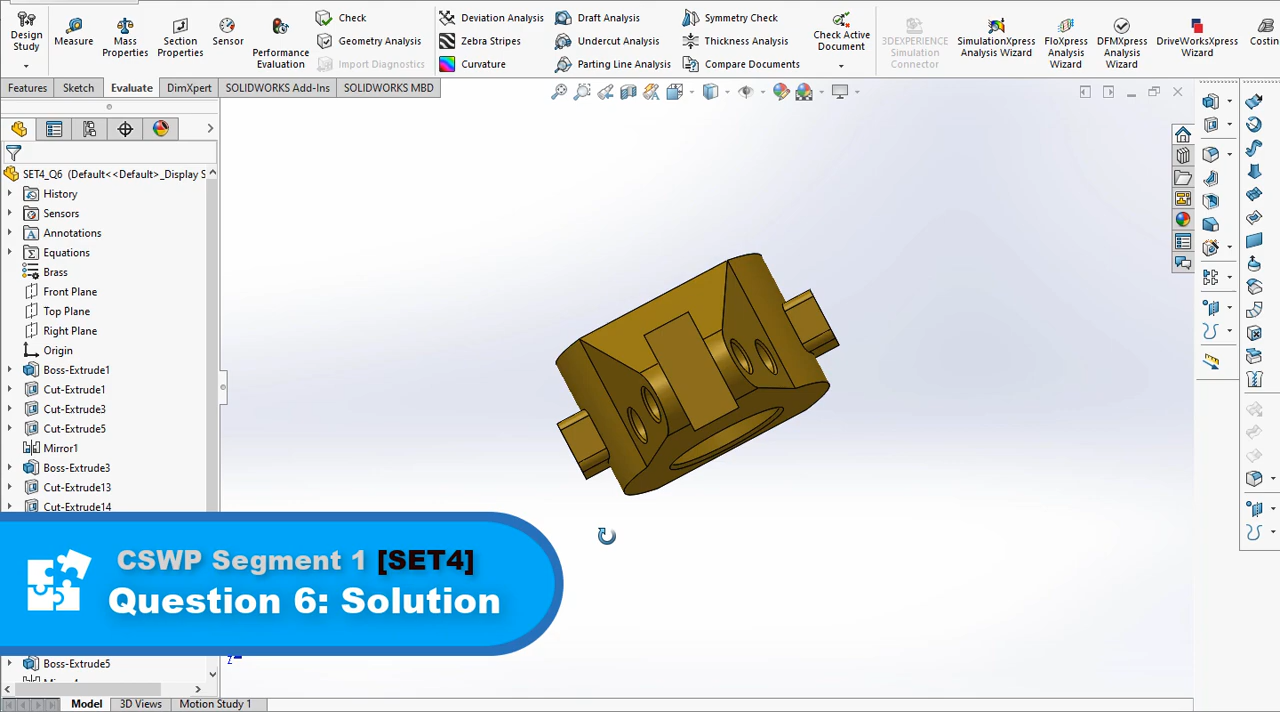 Design
Study
Measure
Mass
Properties
Section
Properties
Sensor
Performance
Evaluation
Check
Geometry Analysis
Import Diagnostics
Deviation Analysis
Zebra Stripes
Curvature
Draft Analysis
Undercut Analysis
Parting Line Analysis
Symmetry Check
Thickness Analysis
Compare Documents
Check Active
Document
3DEXPERIENCE
Simulation
Connector
SimulationXpress
Analysis Wizard
FloXpress
Analysis
Wizard
DFMXpress
Analysis
Wizard
DriveWorksXpress
Wizard
Costin
Features
Sketch
Evaluate
DimXpert
SOLIDWORKS Add-Ins
SOLIDWORKS MBD
SET4_Q6 (Default<<Default>_Display S
History
Sensors
Annotations
Equations
Brass
Front Plane
Top Plane
Right Plane
Origin
Boss-Extrude1
Cut-Extrude1
Cut-Extrude3
Cut-Extrude5
Mirror1
Boss-Extrude3
Cut-Extrude13
Cut-Extrude14
CSWP Segment 1 [SET4]
Question 6: Solution
Z
Boss-Extrude5
Model
3D Views
Motion Study 1